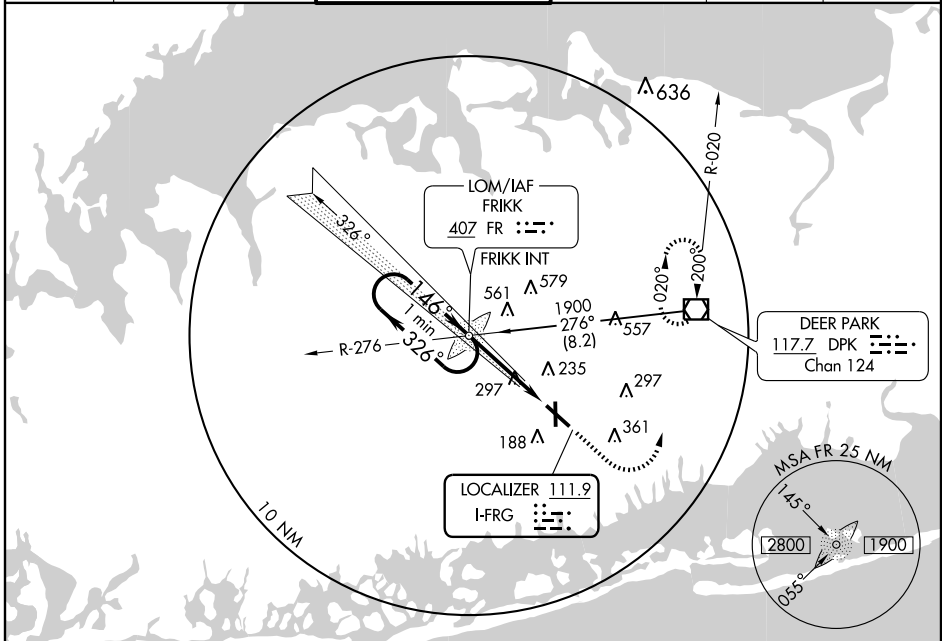 636
R-020
LOM/IAF
FRIKK
407 FR
FRIKK INT
326°
579
561
1900
276°
(8.2)
557
020°
200°
DEER PARK
117.7 DPK
Chan 124
146°
1 min
326°
R-276
297
235
297
188
361
LOCALIZER 111.9
I-FRG
10 NM
MSA FR 25 NM
145°
2800
1900
055°